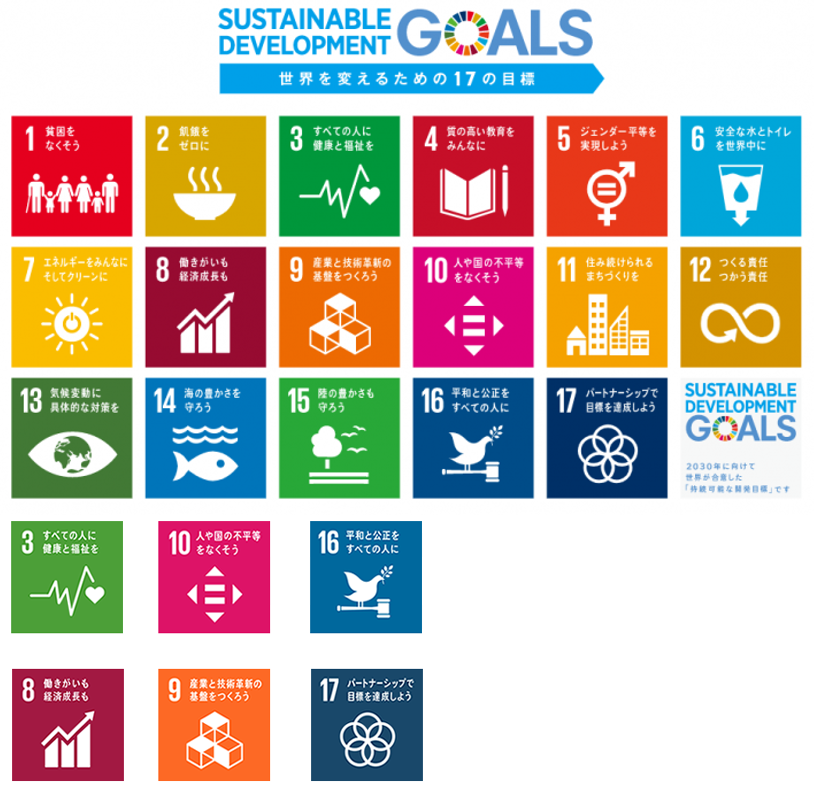 SUSTAINABLE
DEVELOPMENT
GOALS
世界を変えるための17の目標
1 貧困を
なくそう
2 飢餓を
ゼロに
3 すべての人に
健康と福祉を
4 質の高い教育を
みんなに
5 ジェンダー平等を
実現しよう
6 安全な水とトイレ
を世界中に
7 エネルギーをみんなに
そしてクリーンに
8 働きがいも
経済成長も
9 産業と技術革新の
基盤をつくろう
10 人や国の不平等
をなくそう
11 住み続けられる
まちづくりを
12 つくる責任
つかう責任
13 気候変動に
具体的な対策を
14 海の豊かさを
守ろう
15 陸の豊かさも
守ろう
16 平和と公正を
すべての人に
17 パートナーシップで
目標を達成しよう
SUSTAINABLE
DEVELOPMENT
GOALS
2030年に向けて
世界が合意した
「持続可能な開発目標」です
3 すべての人に
健康と福祉を
10 人や国の不平等
をなくそう
16 平和と公正を
すべての人に
8 働きがいも
経済成長も
9 産業と技術革新の
基盤をつくろう
17 パートナーシップで
目標を達成しよう